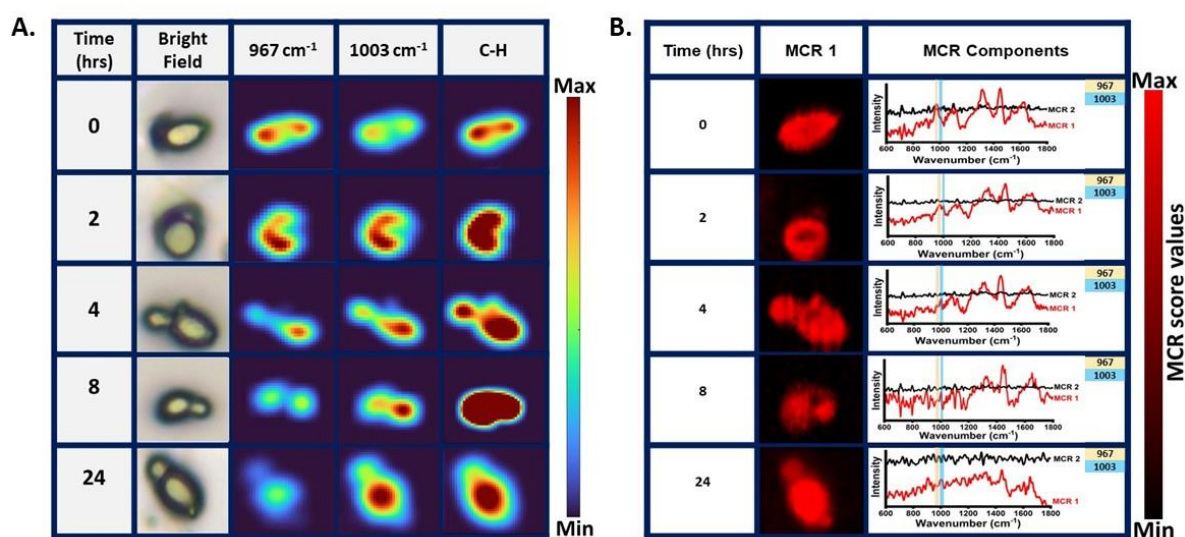 A.
Time (hrs) Bright Field 967 cm⁻¹ 1003 cm⁻¹ C-H
0
2
4
8
24
Max
Min
B.
Time (hrs) MCR 1 MCR Components
0
Intensity
967
1003
MCR 2
MCR 1
600 800 1000 1200 1400 1600 1800
Wavenumber (cm⁻¹)
2
Intensity
967
1003
MCR 2
MCR 1
600 800 1000 1200 1400 1600 1800
Wavenumber (cm⁻¹)
4
Intensity
967
1003
MCR 2
MCR 1
600 800 1000 1200 1400 1600 1800
Wavenumber (cm⁻¹)
8
Intensity
967
1003
MCR 2
MCR 1
600 800 1000 1200 1400 1600 1800
Wavenumber (cm⁻¹)
24
Intensity
967
1003
MCR 2
MCR 1
600 800 1000 1200 1400 1600 1800
Wavenumber (cm⁻¹)
Max
MCR score values
Min